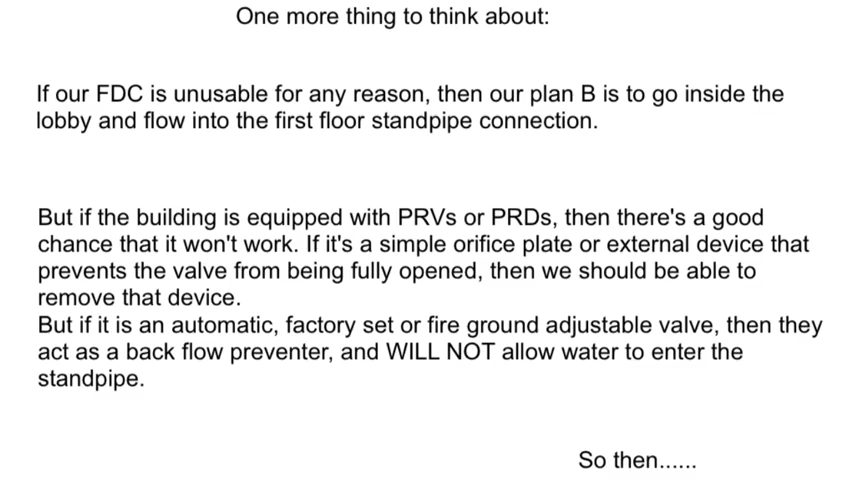 One more thing to think about:
If our FDC is unusable for any reason, then our plan B is to go inside the
lobby and flow into the first floor standpipe connection.
But if the building is equipped with PRVs or PRDs, then there's a good
chance that it won't work. If it's a simple orifice plate or external device that
prevents the valve from being fully opened, then we should be able to
remove that device.
But if it is an automatic, factory set or fire ground adjustable valve, then they
act as a back flow preventer, and WILL NOT allow water to enter the
standpipe.
So then......